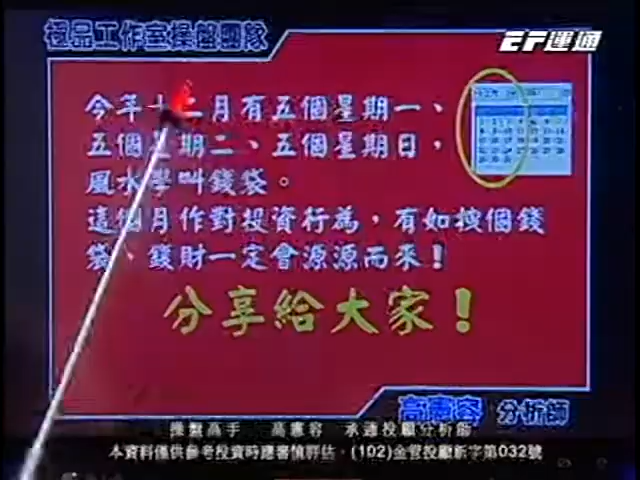 極品工作室操盤團隊
EF運通
今年十二月有五個星期一、
五個星期二、五個星期日，
風水學叫錢袋。
這個月作對投資行為，有如揀個錢
袋、錢財一定會源源而來！
分享給大家！
高憲容 分析師
操盤高手 高憲容 承通投顧分析師
本資料僅供參考投資時應審慎評估，(102)金管投顧新字第032號